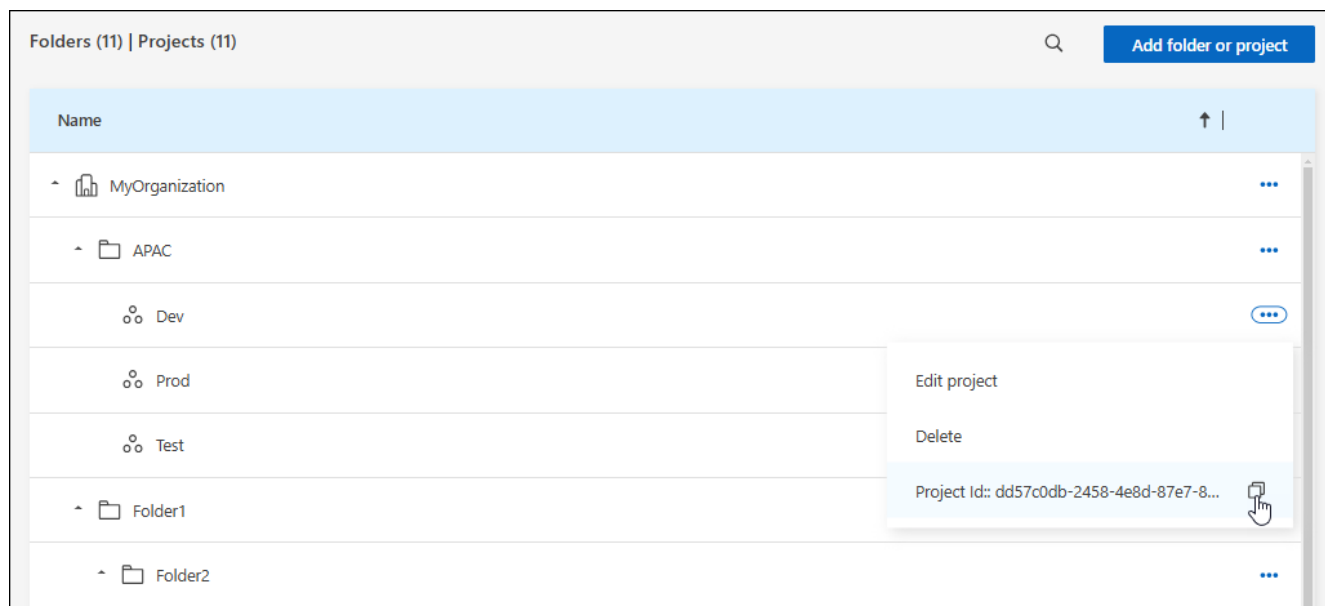 Folders (11) | Projects (11)
Add folder or project
Name
MyOrganization
APAC
Dev
Prod
Edit project
Delete
Test
Project Id:: dd57c0db-2458-4e8d-87e7-8...
Folder1
Folder2